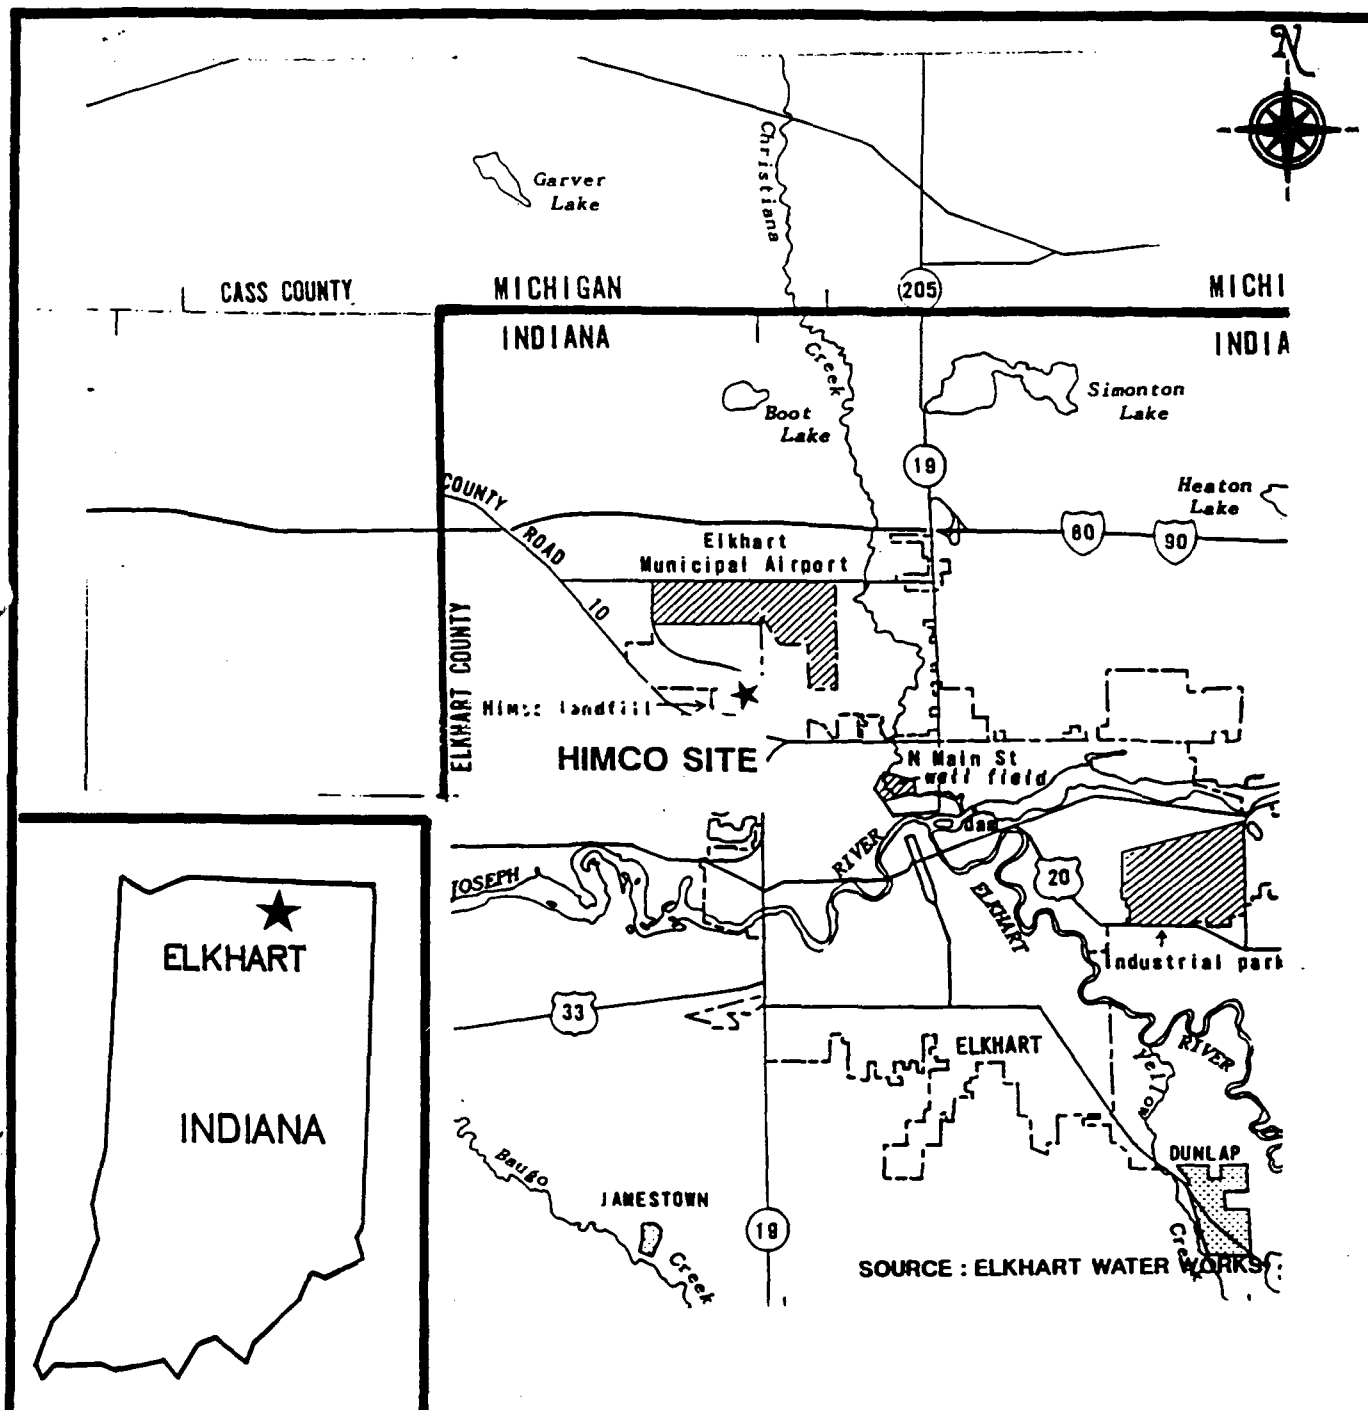 N
Christiana
Garver
Lake
CASS COUNTY
MICHIGAN
205
MICHI
INDIANA
INDIA
Creek
Boot
Lake
Simonton
Lake
19
COUNTY
ROAD
10
Heaton
Lake
80
90
Elkhart
Municipal Airport
ELKHART COUNTY
Himco landfill
HIMCO SITE
N Main St
well field
dam
RIVER
JOSEPH
ELKHART
20
Industrial park
33
ELKHART
RIVER
Yellow
DUNLAP
Baugo
JAMESTOWN
Creek
19
Creek
SOURCE : ELKHART WATER WORKS
ELKHART
INDIANA